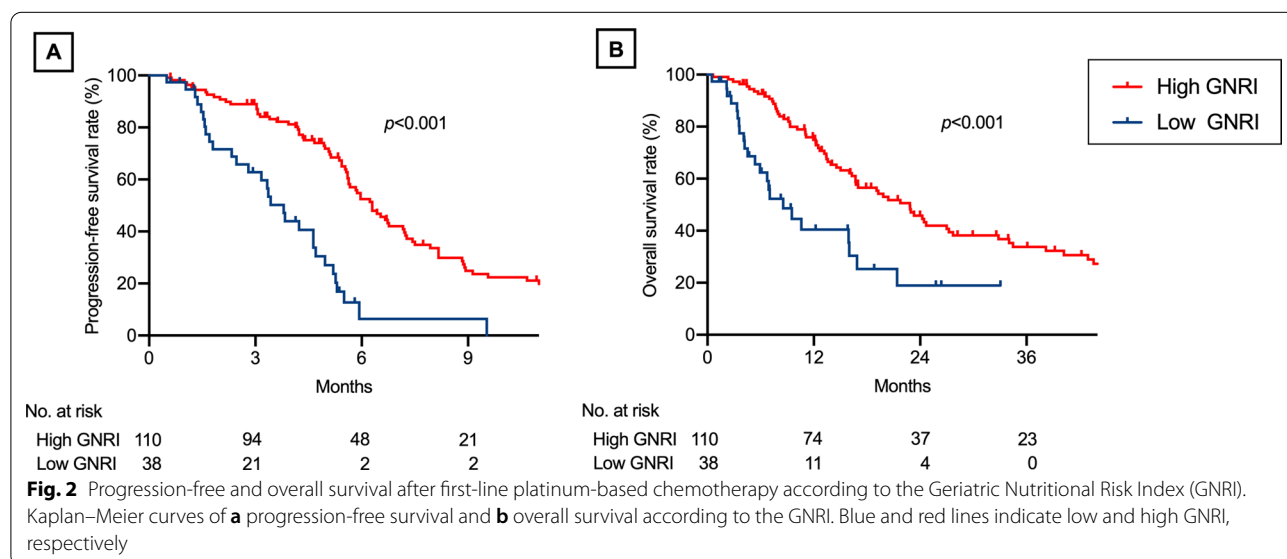 A
B
High GNRI
Low GNRI
Progression-free survival rate (%)
100
80
60
40
20
0
p<0.001
0 3 6 9
Months
Overall survival rate (%)
100
80
60
40
20
0
p<0.001
0 12 24 36
Months
No. at risk
High GNRI 110 94 48 21
Low GNRI 38 21 2 2
No. at risk
High GNRI 110 74 37 23
Low GNRI 38 11 4 0
Fig. 2 Progression-free and overall survival after first-line platinum-based chemotherapy according to the Geriatric Nutritional Risk Index (GNRI).
Kaplan–Meier curves of a progression-free survival and b overall survival according to the GNRI. Blue and red lines indicate low and high GNRI,
respectively